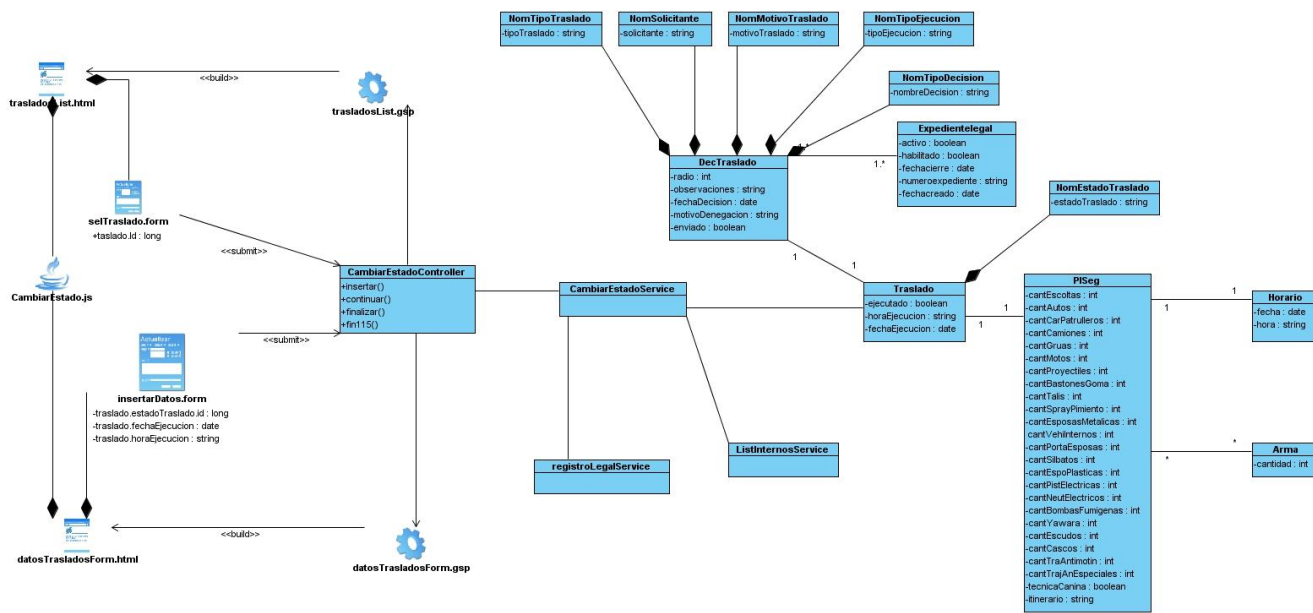 NomTipoTraslado
-tipoTraslado : string
NomSolicitante
-solicitante : string
NomMotivoTraslado
-motivoTraslado : string
NomTipoEjecucion
-tipoEjecucion : string
NomTipoDecision
-nombreDecision : string
Expedientelegal
-activo : boolean
-habilitado : boolean
-fechacierre : date
-numeroexpediente : string
-fechacreado : date
1.*
1.*
DecTraslado
-radio : int
-observaciones : string
-fechaDecision : date
-motivoDenegacion : string
-enviado : boolean
NomEstadoTraslado
-estadoTraslado : string
1
1
trasladosList.html
<<build>>
trasladosList.gsp
selTraslado.form
+taslado.Id : long
<<submit>>
CambiarEstado.js
CambiarEstadoController
+insertar()
+continuar()
+finalizar()
+fin115()
<<submit>>
Actualizar
insertarDatos.form
-traslado.estadoTraslado.id : long
-traslado.fechaEjecucion : date
-traslado.horaEjecucion : string
CambiarEstadoService
Traslado
-ejecutado : boolean
-horaEjecucion : string
-fechaEjecucion : date
1
1
PlSeg
-cantEscoltas : int
-cantAutos : int
-cantCarPatrulleros : int
-cantCamiones : int
-cantGruas : int
-cantMotos : int
-cantProyectiles : int
-cantBastonesGoma : int
-cantTalis : int
-cantSprayPimiento : int
-cantEsposasMetalicas : int
cantVehInternos : int
-cantPortaEsposas : int
-cantSilbatos : int
-cantEspoPlasticas : int
-cantPistElectricas : int
-cantNeutElectricos : int
-cantBombasFumigenas : int
-cantYawara : int
-cantEscudos : int
-cantCascos : int
-cantTraAntimotin : int
-cantTrajAnEspeciales : int
-tecnicaCanina : boolean
-itinerario : string
1
1
Horario
-fecha : date
-hora : string
*
*
Arma
-cantidad : int
registroLegalService
ListInternosService
datosTrasladosForm.html
<<build>>
datosTrasladosForm.gsp